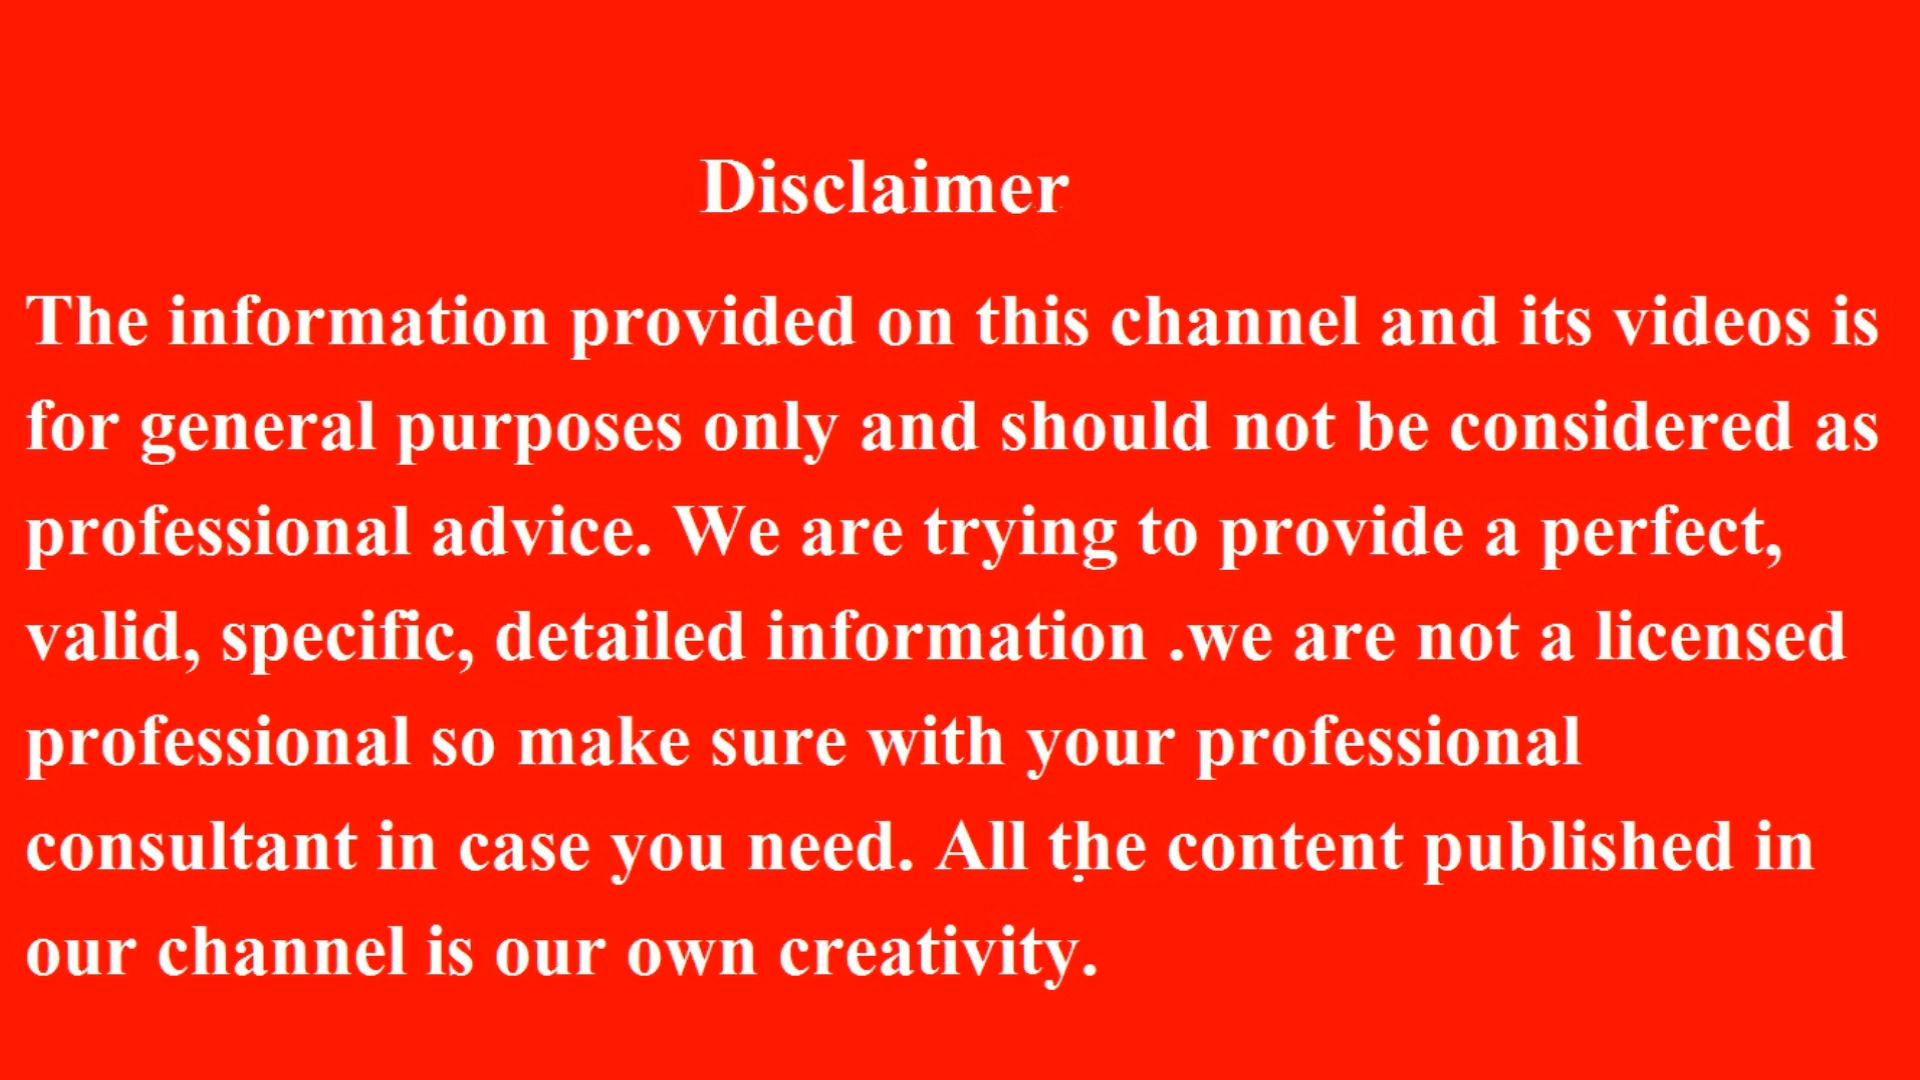 Disclaimer
The information provided on this channel and its videos is
for general purposes only and should not be considered as
professional advice. We are trying to provide a perfect,
valid, specific, detailed information .we are not a licensed
professional so make sure with your professional
consultant in case you need. All the content published in
our channel is our own creativity.